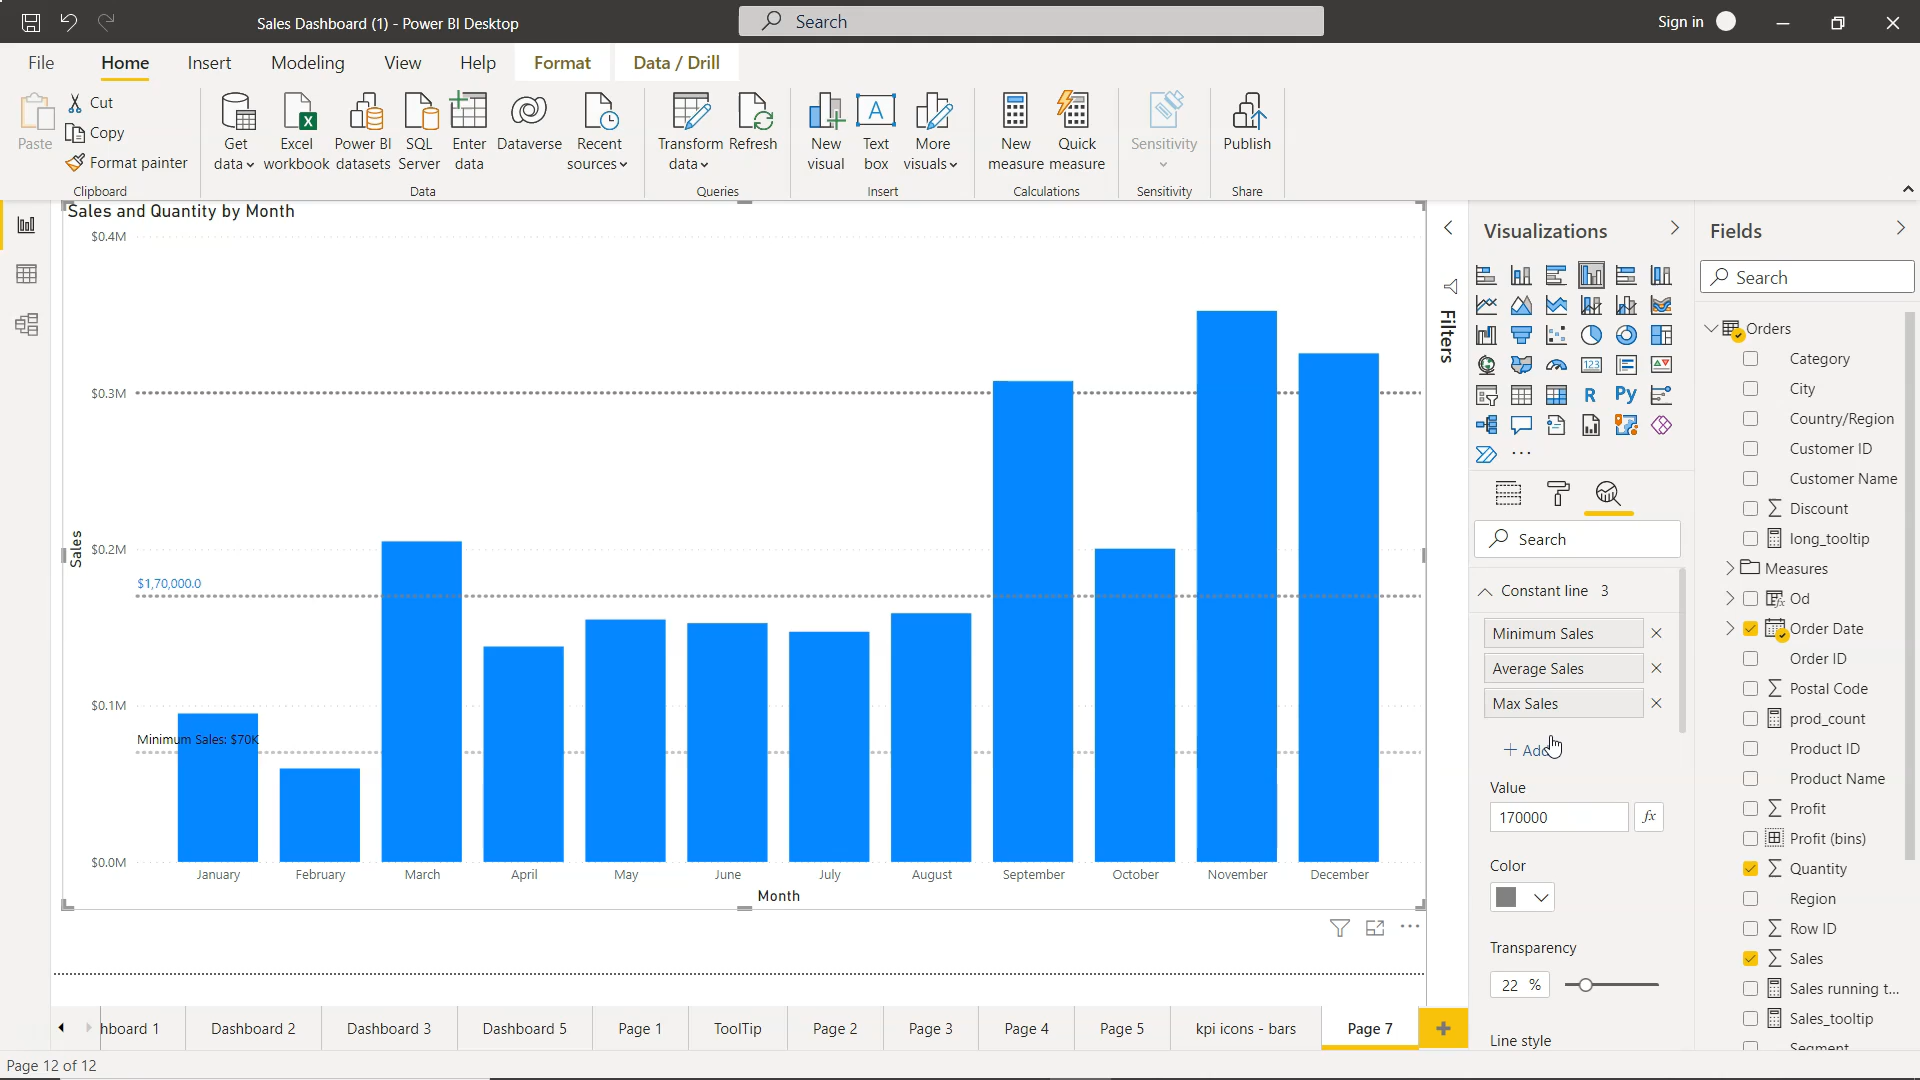 Sales Dashboard (1) - Power BI Desktop
Search
Sign in
File
Home
Insert
Modeling
View
Help
Format
Data / Drill
Paste
Cut
Copy
Format painter
Clipboard
Get data
Excel workbook
Power BI datasets
SQL Server
Enter data
Dataverse
Recent sources
Data
Transform data
Refresh
Queries
New visual
Text box
More visuals
Insert
New measure
Quick measure
Calculations
Sensitivity
Sensitivity
Publish
Share
Sales and Quantity by Month
$0.4M
$0.3M
$0.2M
$0.1M
$0.0M
Sales
$1,70,000.0
Minimum Sales: $70K
January
February
March
April
May
June
July
August
September
October
November
December
Month
Filters
Visualizations
123
R
Py
Search
Constant line 3
Minimum Sales
Average Sales
Max Sales
+ Add
Value
170000
fx
Color
Transparency
22 %
Line style
Fields
Search
Orders
Category
City
Country/Region
Customer ID
Customer Name
Discount
long_tooltip
Measures
Od
Order Date
Order ID
Postal Code
prod_count
Product ID
Product Name
Profit
Profit (bins)
Quantity
Region
Row ID
Sales
Sales running t...
Sales_tooltip
Segment
hboard 1
Dashboard 2
Dashboard 3
Dashboard 5
Page 1
ToolTip
Page 2
Page 3
Page 4
Page 5
kpi icons - bars
Page 7
Page 12 of 12